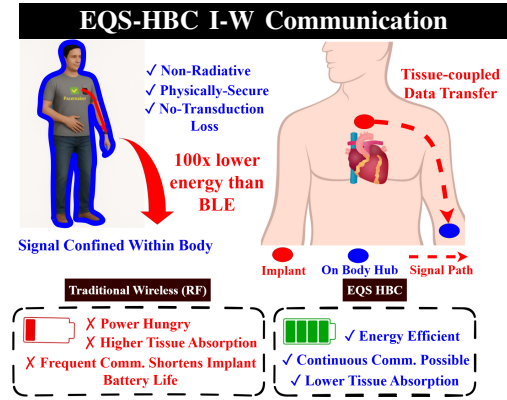 EQS-HBC I-W Communication
✓ Non-Radiative
✓ Physically-Secure
✓ No-Transduction
Loss
Pacemaker
100x lower
energy than
BLE
Signal Confined Within Body
Tissue-coupled
Data Transfer
Implant
On Body Hub
Signal Path
Traditional Wireless (RF)
✗ Power Hungry
✗ Higher Tissue Absorption
✗ Frequent Comm. Shortens Implant
Battery Life
EQS HBC
✓ Energy Efficient
✓ Continuous Comm. Possible
✓ Lower Tissue Absorption